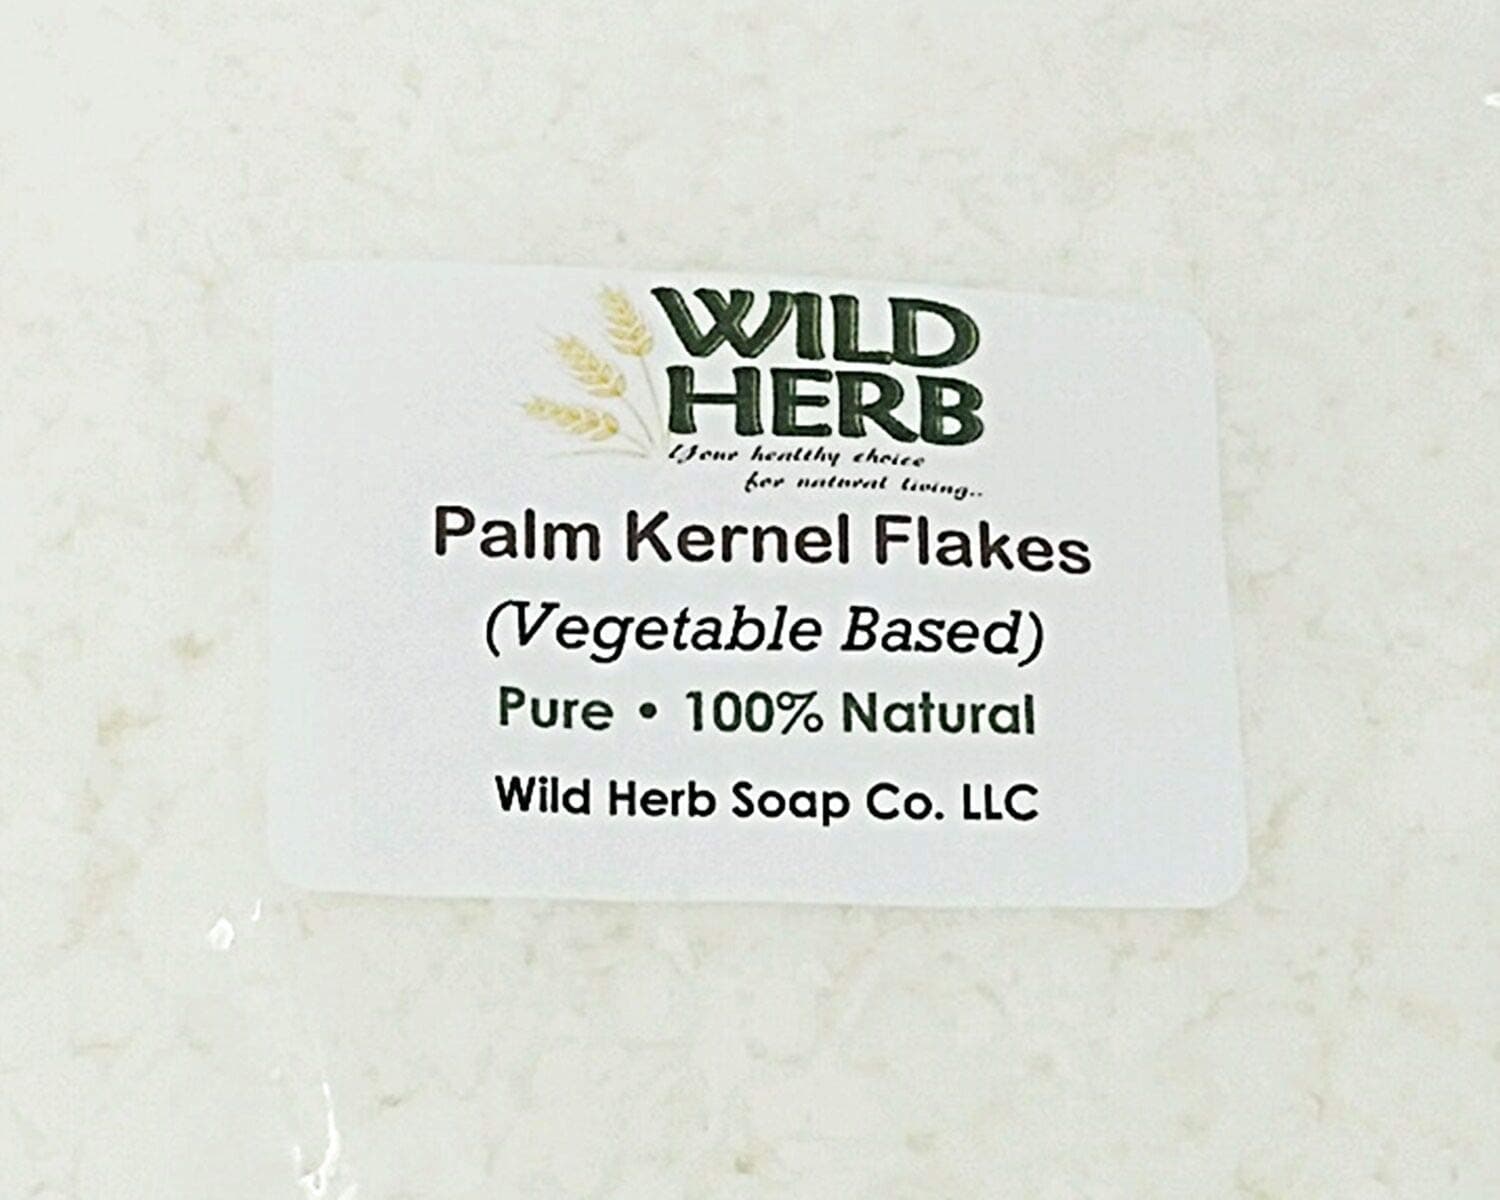 WILD
HERB
Your healthy choice
for natural living..
Palm Kernel Flakes
(Vegetable Based)
Pure • 100% Natural
Wild Herb Soap Co. LLC